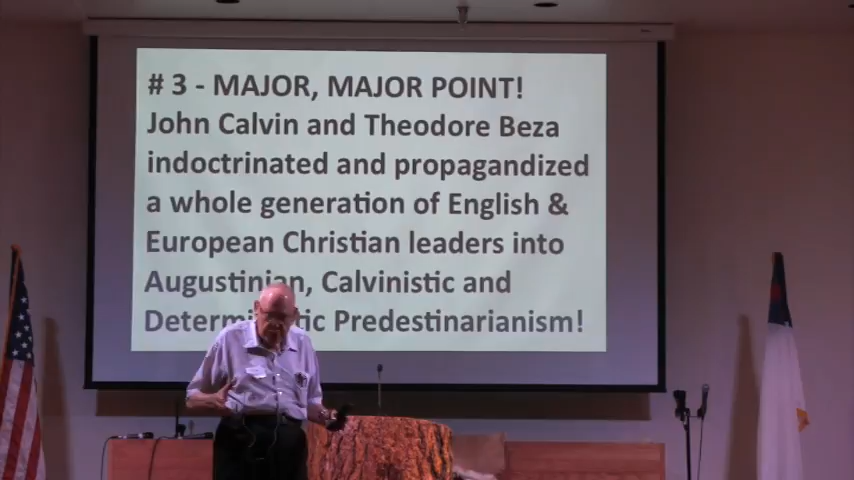 # 3 - MAJOR, MAJOR POINT!
John Calvin and Theodore Beza
indoctrinated and propagandized
a whole generation of English &
European Christian leaders into
Augustinian, Calvinistic and
Predestinarianism!